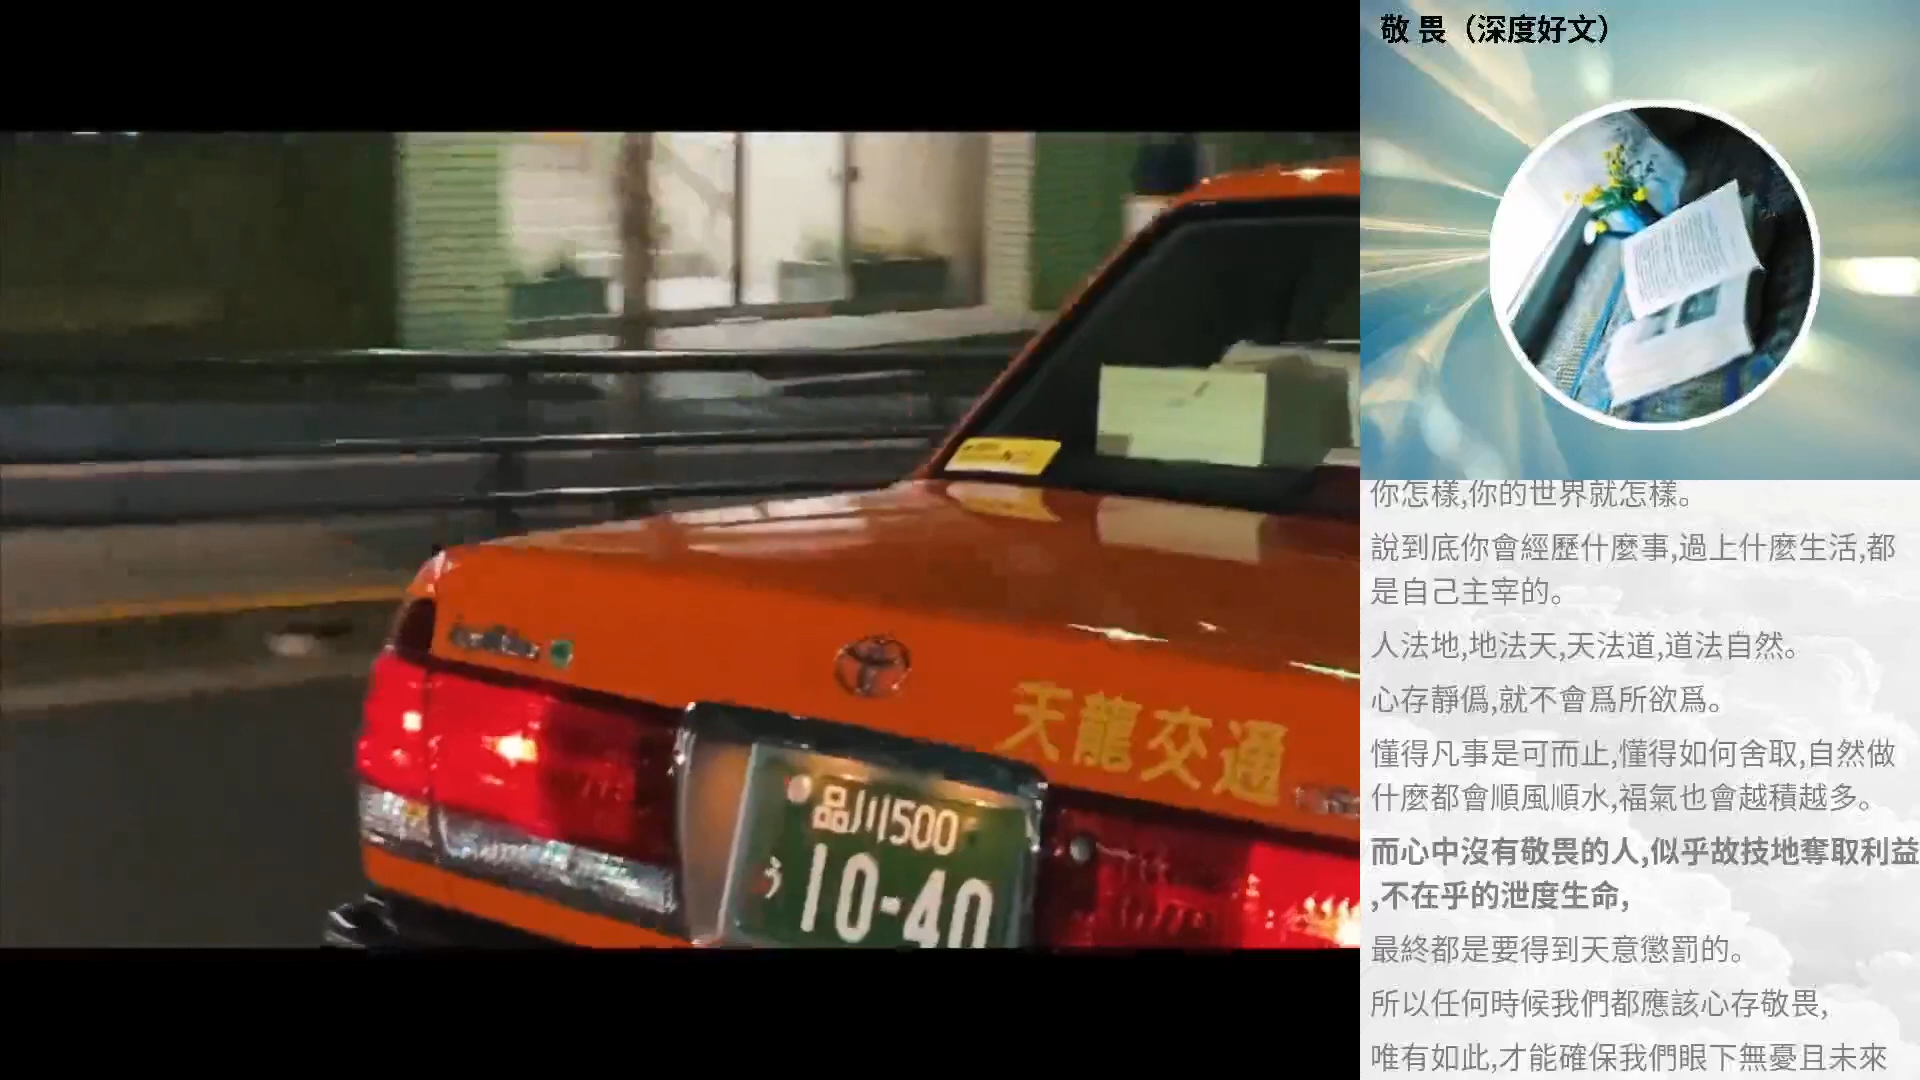 敬 畏（深度好文）
你怎樣,你的世界就怎樣。
說到底你會經歷什麼事,過上什麼生活,都
是自己主宰的。
人法地,地法天,天法道,道法自然。
心存靜僞,就不會爲所欲爲。
懂得凡事是可而止,懂得如何舍取,自然做
什麼都會順風順水,福氣也會越積越多。
而心中沒有敬畏的人,似乎故技地奪取利益
,不在乎的泄度生命,
最終都是要得到天意懲罰的。
所以任何時候我們都應該心存敬畏,
唯有如此,才能確保我們眼下無憂且未來
天龍交通
品川500
う 10-40